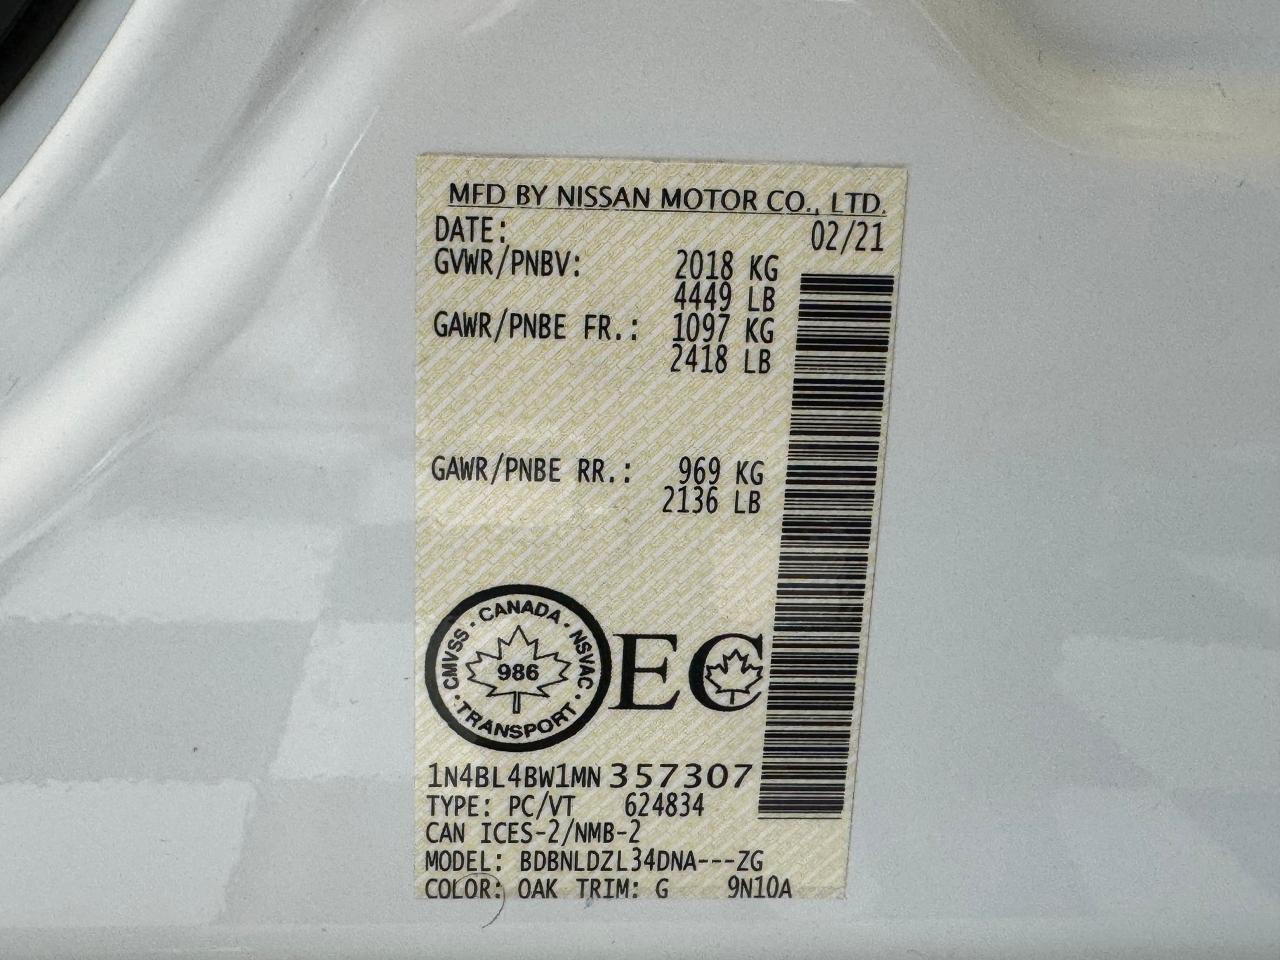 MFD BY NISSAN MOTOR CO., LTD.
DATE: 02/21
GVWR/PNBV: 2018 KG
4449 LB
GAWR/PNBE FR.: 1097 KG
2418 LB
GAWR/PNBE RR.: 969 KG
2136 LB
CANADA · NSVAC · TRANSPORT · CMVSS ·
986
EC
1N4BL4BW1MN357307
TYPE: PC/VT 624834
CAN ICES-2/NMB-2
MODEL: BDBNLDZL34DNA---ZG
COLOR: OAK TRIM: G 9N10A